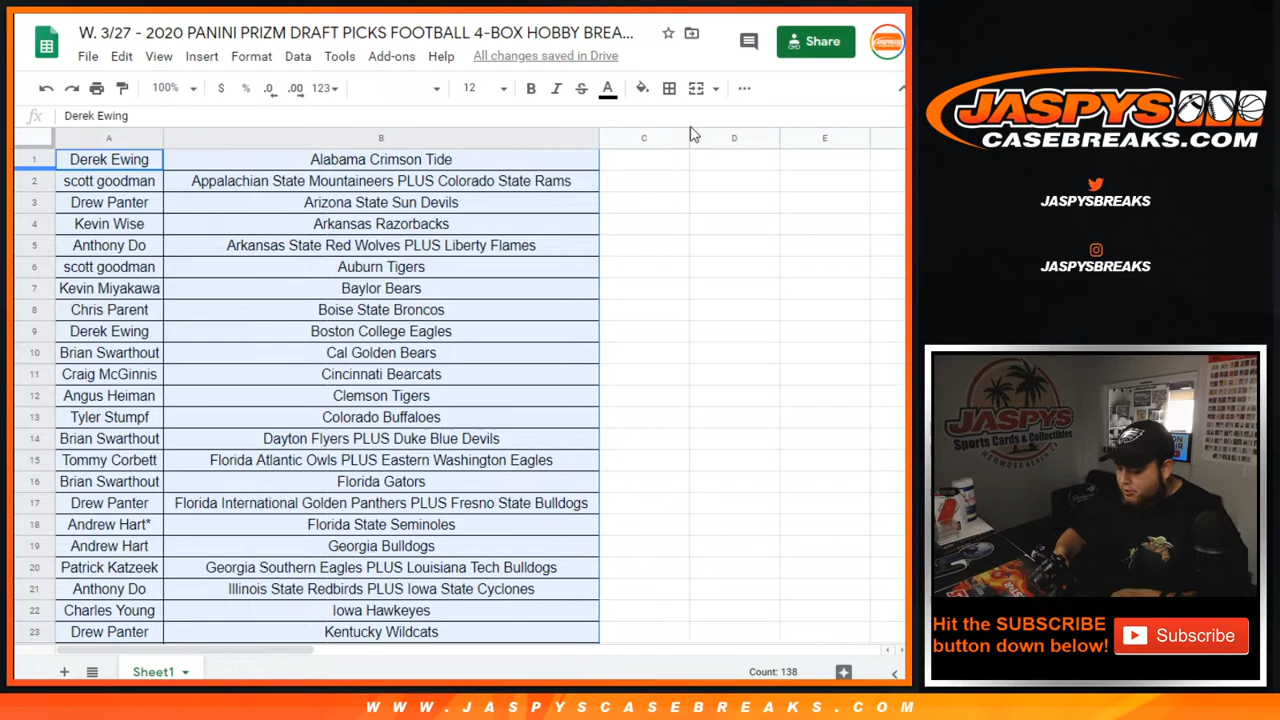 W. 3/27 - 2020 PANINI PRIZM DRAFT PICKS FOOTBALL 4-BOX HOBBY BREA...
File Edit View Insert Format Data Tools Add-ons Help All changes saved in Drive
Share
100% $ % .0 .00 123 12 B I S A
fx Derek Ewing
A B C D E
1 Derek Ewing Alabama Crimson Tide
2 scott goodman Appalachian State Mountaineers PLUS Colorado State Rams
3 Drew Panter Arizona State Sun Devils
4 Kevin Wise Arkansas Razorbacks
5 Anthony Do Arkansas State Red Wolves PLUS Liberty Flames
6 scott goodman Auburn Tigers
7 Kevin Miyakawa Baylor Bears
8 Chris Parent Boise State Broncos
9 Derek Ewing Boston College Eagles
10 Brian Swarthout Cal Golden Bears
11 Craig McGinnis Cincinnati Bearcats
12 Angus Heiman Clemson Tigers
13 Tyler Stumpf Colorado Buffaloes
14 Brian Swarthout Dayton Flyers PLUS Duke Blue Devils
15 Tommy Corbett Florida Atlantic Owls PLUS Eastern Washington Eagles
16 Brian Swarthout Florida Gators
17 Drew Panter Florida International Golden Panthers PLUS Fresno State Bulldogs
18 Andrew Hart* Florida State Seminoles
19 Andrew Hart Georgia Bulldogs
20 Patrick Katzeek Georgia Southern Eagles PLUS Louisiana Tech Bulldogs
21 Anthony Do Illinois State Redbirds PLUS Iowa State Cyclones
22 Charles Young Iowa Hawkeyes
23 Drew Panter Kentucky Wildcats
Sheet1
Count: 138
JASPYS
CASEBREAKS.COM
JASPYSBREAKS
JASPYSBREAKS
JASPYS
Sports Cards & Collectibles
HERMOSA BEACH
Hit the SUBSCRIBE
button down below!
Subscribe
WWW.JASPYSCASEBREAKS.COM